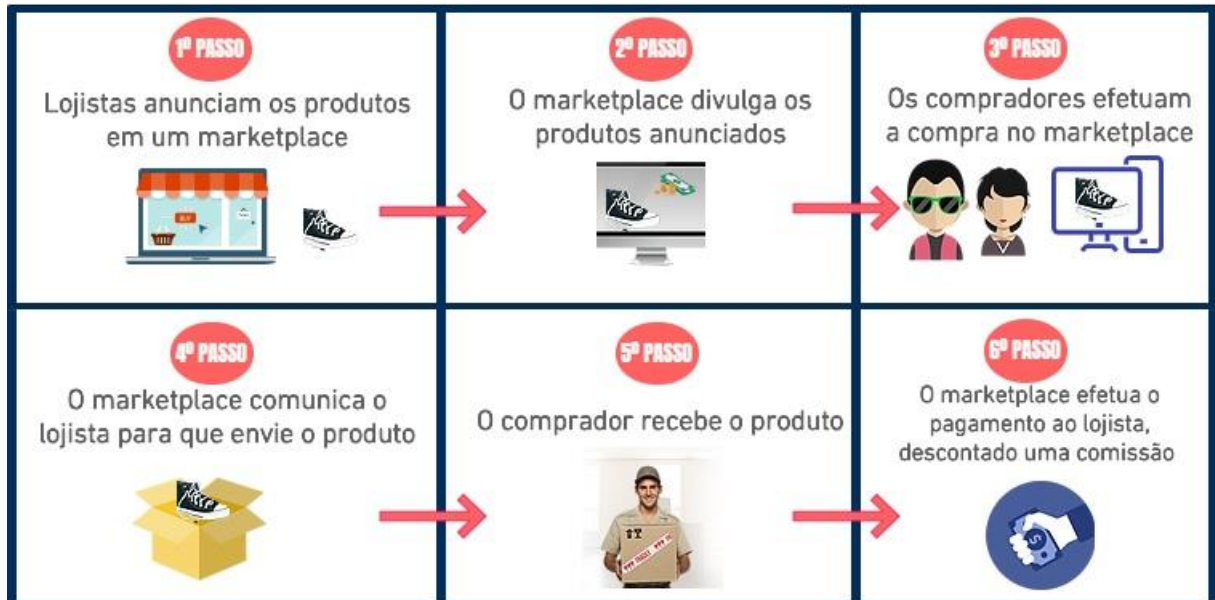 1º PASSO
Lojistas anunciam os produtos
em um marketplace
BUY
2º PASSO
O marketplace divulga os
produtos anunciados
3º PASSO
Os compradores efetuam
a compra no marketplace
4º PASSO
O marketplace comunica o
lojista para que envie o produto
5º PASSO
O comprador recebe o produto
FRAGILE
6º PASSO
O marketplace efetua o
pagamento ao lojista,
descontado uma comissão